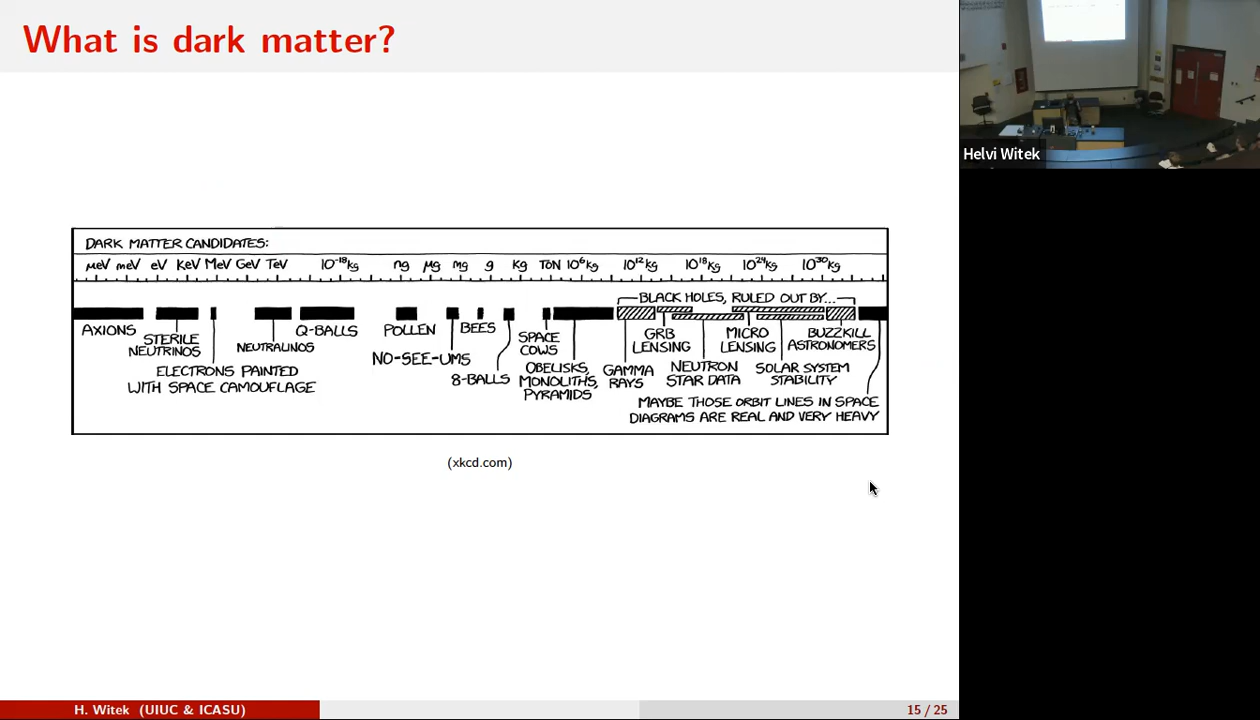 What is dark matter?
Helvi Witek
DARK MATTER CANDIDATES:
μeV meV eV KeV MeV GeV TeV 10⁻¹⁸kg ng μg mg g kg TON 10⁶kg 10¹²kg 10¹⁸kg 10²⁴kg 10³⁰kg
BLACK HOLES, RULED OUT BY...
AXIONS
STERILE
NEUTRINOS
ELECTRONS PAINTED
WITH SPACE CAMOUFLAGE
NEUTRALINOS
Q-BALLS
POLLEN
NO-SEE-UMS
BEES
8-BALLS
SPACE
COWS
OBELISKS,
MONOLITHS,
PYRAMIDS
GAMMA
RAYS
GRB
LENSING
NEUTRON
STAR DATA
MICRO
LENSING
SOLAR SYSTEM
STABILITY
BUZZKILL
ASTRONOMERS
MAYBE THOSE ORBIT LINES IN SPACE
DIAGRAMS ARE REAL AND VERY HEAVY
(xkcd.com)
H. Witek (UIUC & ICASU)
15 / 25